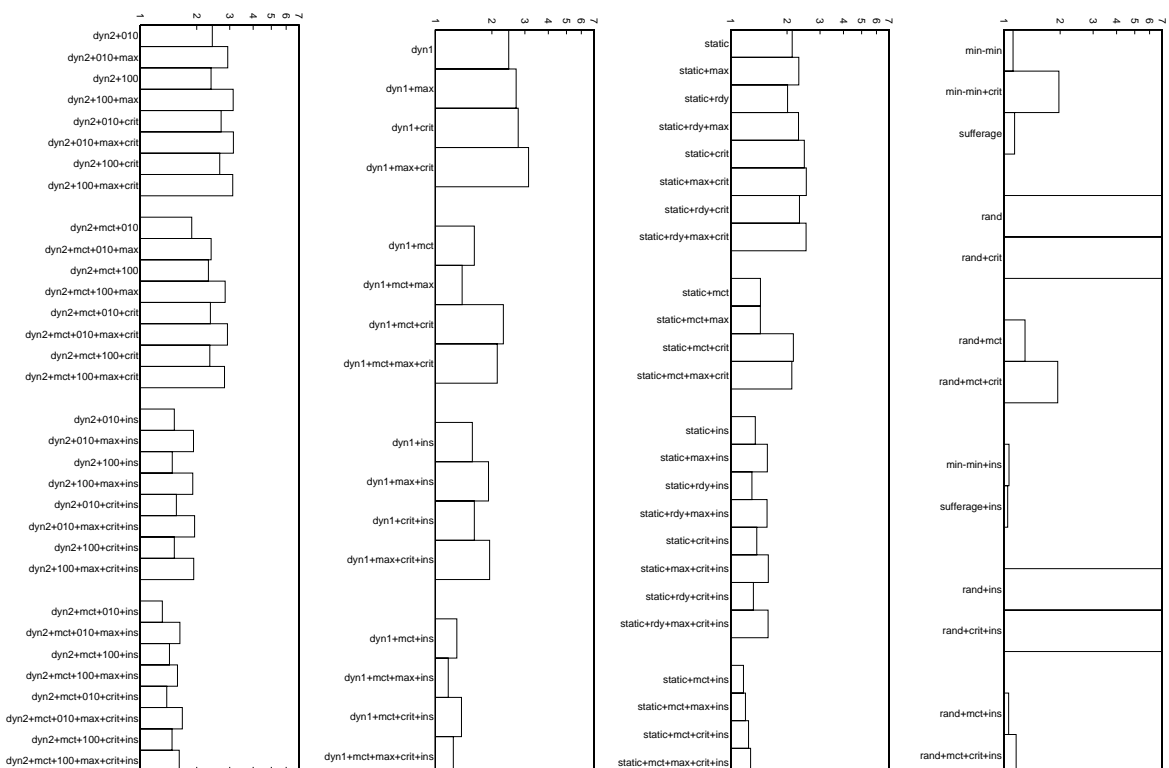 1 2 3 4 5 6 7
dyn2+010
dyn2+010+max
dyn2+100
dyn2+100+max
dyn2+010+crit
dyn2+010+max+crit
dyn2+100+crit
dyn2+100+max+crit
dyn2+mct+010
dyn2+mct+010+max
dyn2+mct+100
dyn2+mct+100+max
dyn2+mct+010+crit
dyn2+mct+010+max+crit
dyn2+mct+100+crit
dyn2+mct+100+max+crit
dyn2+010+ins
dyn2+010+max+ins
dyn2+100+ins
dyn2+100+max+ins
dyn2+010+crit+ins
dyn2+010+max+crit+ins
dyn2+100+crit+ins
dyn2+100+max+crit+ins
dyn2+mct+010+ins
dyn2+mct+010+max+ins
dyn2+mct+100+ins
dyn2+mct+100+max+ins
dyn2+mct+010+crit+ins
dyn2+mct+010+max+crit+ins
dyn2+mct+100+crit+ins
dyn2+mct+100+max+crit+ins
1 2 3 4 5 6 7
dyn1
dyn1+max
dyn1+crit
dyn1+max+crit
dyn1+mct
dyn1+mct+max
dyn1+mct+crit
dyn1+mct+max+crit
dyn1+ins
dyn1+max+ins
dyn1+crit+ins
dyn1+max+crit+ins
dyn1+mct+ins
dyn1+mct+max+ins
dyn1+mct+crit+ins
dyn1+mct+max+crit+ins
1 2 3 4 5 6 7
static
static+max
static+rdy
static+rdy+max
static+crit
static+max+crit
static+rdy+crit
static+rdy+max+crit
static+mct
static+mct+max
static+mct+crit
static+mct+max+crit
static+ins
static+max+ins
static+rdy+ins
static+rdy+max+ins
static+crit+ins
static+max+crit+ins
static+rdy+crit+ins
static+rdy+max+crit+ins
static+mct+ins
static+mct+max+ins
static+mct+crit+ins
static+mct+max+crit+ins
1 2 3 4 5 6 7
min-min
min-min+crit
sufferage
rand
rand+crit
rand+mct
rand+mct+crit
min-min+ins
sufferage+ins
rand+ins
rand+crit+ins
rand+mct+ins
rand+mct+crit+ins